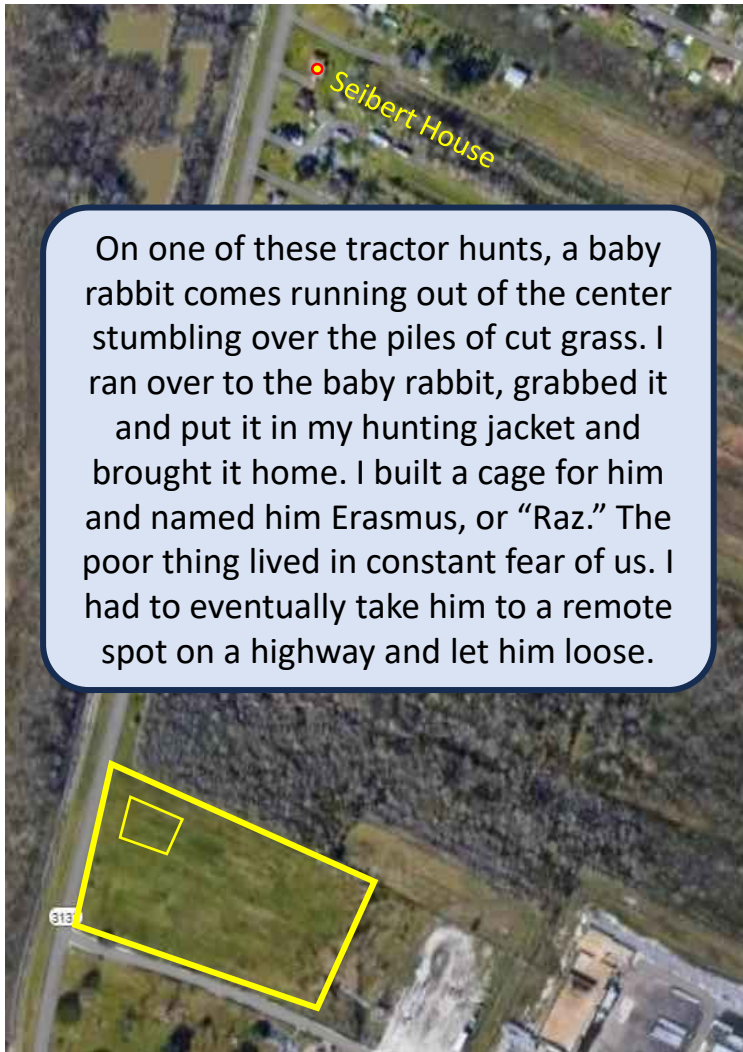 Seibert House
On one of these tractor hunts, a baby
rabbit comes running out of the center
stumbling over the piles of cut grass. I
ran over to the baby rabbit, grabbed it
and put it in my hunting jacket and
brought it home. I built a cage for him
and named him Erasmus, or “Raz.” The
poor thing lived in constant fear of us. I
had to eventually take him to a remote
spot on a highway and let him loose.